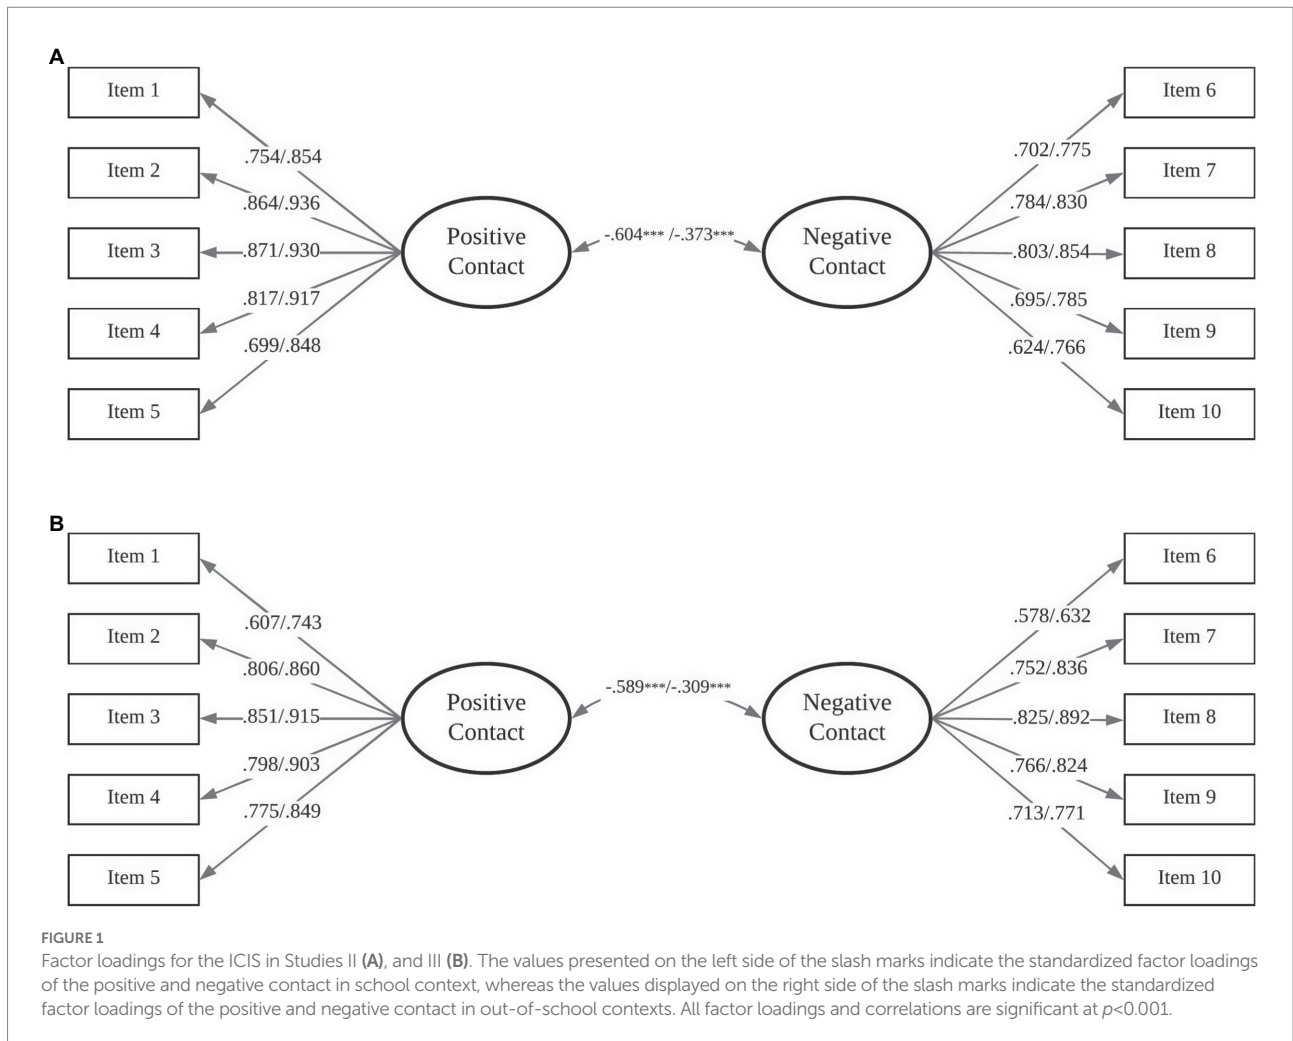 A
Item 1
Item 2
Item 3
Item 4
Item 5
.754/.854
.864/.936
.871/.930
.817/.917
.699/.848
Positive
Contact
-.604*** /-.373***
Negative
Contact
.702/.775
.784/.830
.803/.854
.695/.785
.624/.766
Item 6
Item 7
Item 8
Item 9
Item 10
B
Item 1
Item 2
Item 3
Item 4
Item 5
.607/.743
.806/.860
.851/.915
.798/.903
.775/.849
Positive
Contact
-.589***/-.309***
Negative
Contact
.578/.632
.752/.836
.825/.892
.766/.824
.713/.771
Item 6
Item 7
Item 8
Item 9
Item 10
FIGURE 1
Factor loadings for the ICIS in Studies II (A), and III (B). The values presented on the left side of the slash marks indicate the standardized factor loadings
of the positive and negative contact in school context, whereas the values displayed on the right side of the slash marks indicate the standardized
factor loadings of the positive and negative contact in out-of-school contexts. All factor loadings and correlations are significant at p<0.001.